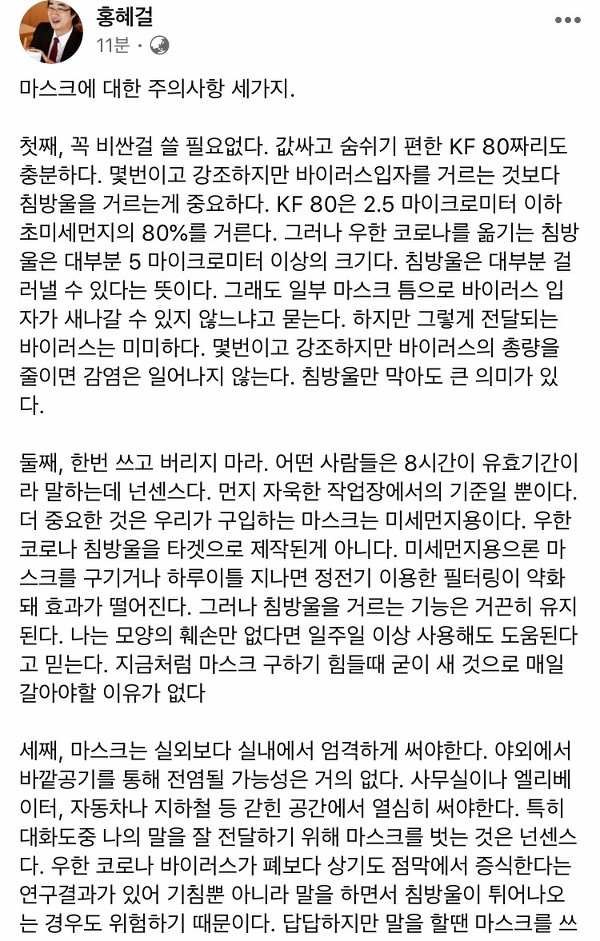 홍혜걸
11분 ·
마스크에 대한 주의사항 세가지.
첫째, 꼭 비싼걸 쓸 필요없다. 값싸고 숨쉬기 편한 KF 80짜리도
충분하다. 몇번이고 강조하지만 바이러스입자를 거르는 것보다
침방울을 거르는게 중요하다. KF 80은 2.5 마이크로미터 이하
초미세먼지의 80%를 거른다. 그러나 우한 코로나를 옮기는 침방
울은 대부분 5 마이크로미터 이상의 크기다. 침방울은 대부분 걸
러낼 수 있다는 뜻이다. 그래도 일부 마스크 틈으로 바이러스 입
자가 새나갈 수 있지 않느냐고 묻는다. 하지만 그렇게 전달되는
바이러스는 미미하다. 몇번이고 강조하지만 바이러스의 총량을
줄이면 감염은 일어나지 않는다. 침방울만 막아도 큰 의미가 있
다.
둘째, 한번 쓰고 버리지 마라. 어떤 사람들은 8시간이 유효기간이
라 말하는데 넌센스다. 먼지 자욱한 작업장에서의 기준일 뿐이다.
더 중요한 것은 우리가 구입하는 마스크는 미세먼지용이다. 우한
코로나 침방울을 타겟으로 제작된게 아니다. 미세먼지용으론 마
스크를 구기거나 하루이틀 지나면 정전기 이용한 필터링이 약화
돼 효과가 떨어진다. 그러나 침방울을 거르는 기능은 거끈히 유지
된다. 나는 모양의 훼손만 없다면 일주일 이상 사용해도 도움된다
고 믿는다. 지금처럼 마스크 구하기 힘들때 굳이 새 것으로 매일
갈아야할 이유가 없다
세째, 마스크는 실외보다 실내에서 엄격하게 써야한다. 야외에서
바깥공기를 통해 전염될 가능성은 거의 없다. 사무실이나 엘리베
이터, 자동차나 지하철 등 갇힌 공간에서 열심히 써야한다. 특히
대화도중 나의 말을 잘 전달하기 위해 마스크를 벗는 것은 넌센스
다. 우한 코로나 바이러스가 폐보다 상기도 점막에서 증식한다는
연구결과가 있어 기침뿐 아니라 말을 하면서 침방울이 튀어나오
는 경우도 위험하기 때문이다. 답답하지만 말을 할땐 마스크를 쓰